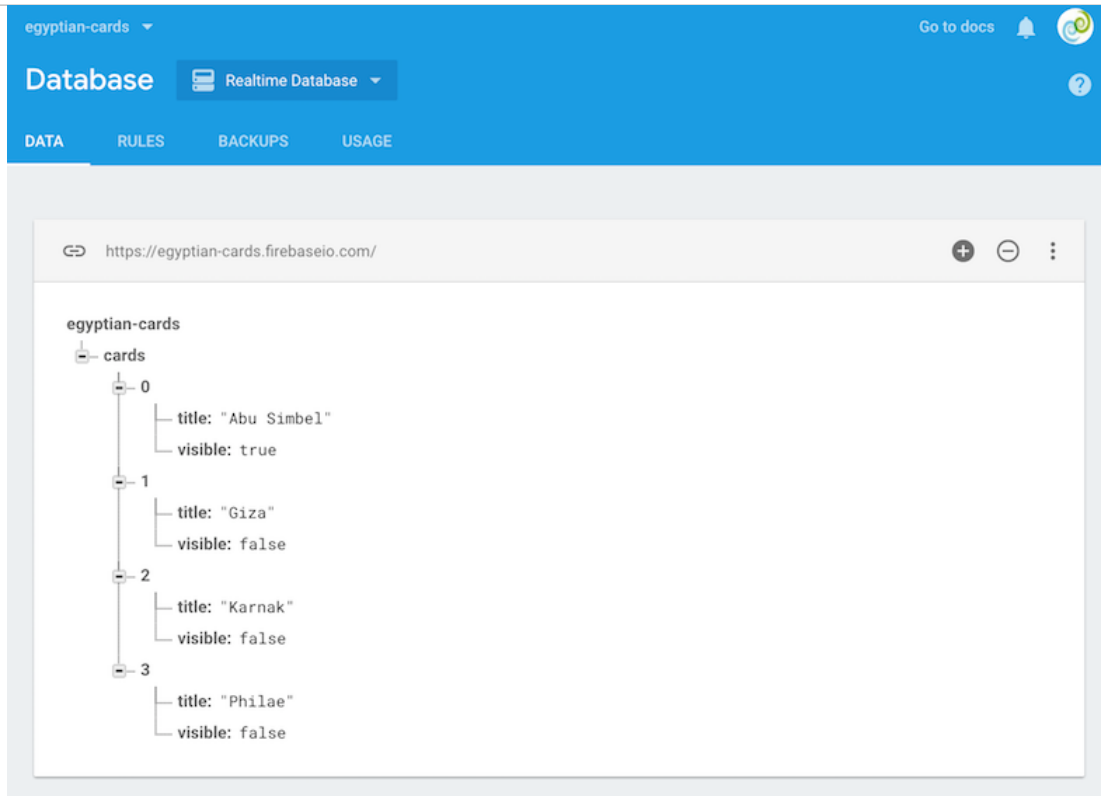 egyptian-cards
Go to docs
Database
Realtime Database
DATA RULES BACKUPS USAGE
https://egyptian-cards.firebaseio.com/
egyptian-cards
cards
0
title: "Abu Simbel"
visible: true
1
title: "Giza"
visible: false
2
title: "Karnak"
visible: false
3
title: "Philae"
visible: false